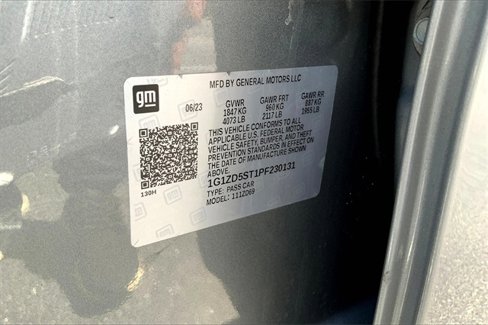 MFD BY GENERAL MOTORS LLC
gm
06/23 GVWR GAWR FRT GAWR RR
1847 KG 960 KG 887 KG
4073 LB 2117 LB 1955 LB
THIS VEHICLE CONFORMS TO ALL
APPLICABLE U.S. FEDERAL MOTOR
VEHICLE SAFETY, BUMPER, AND THEFT
PREVENTION STANDARDS IN EFFECT ON
THE DATE OF MANUFACTURE SHOWN
ABOVE.
1G1ZD5ST1PF230131
TYPE: PASS CAR
MODEL: 111ZD69
130H